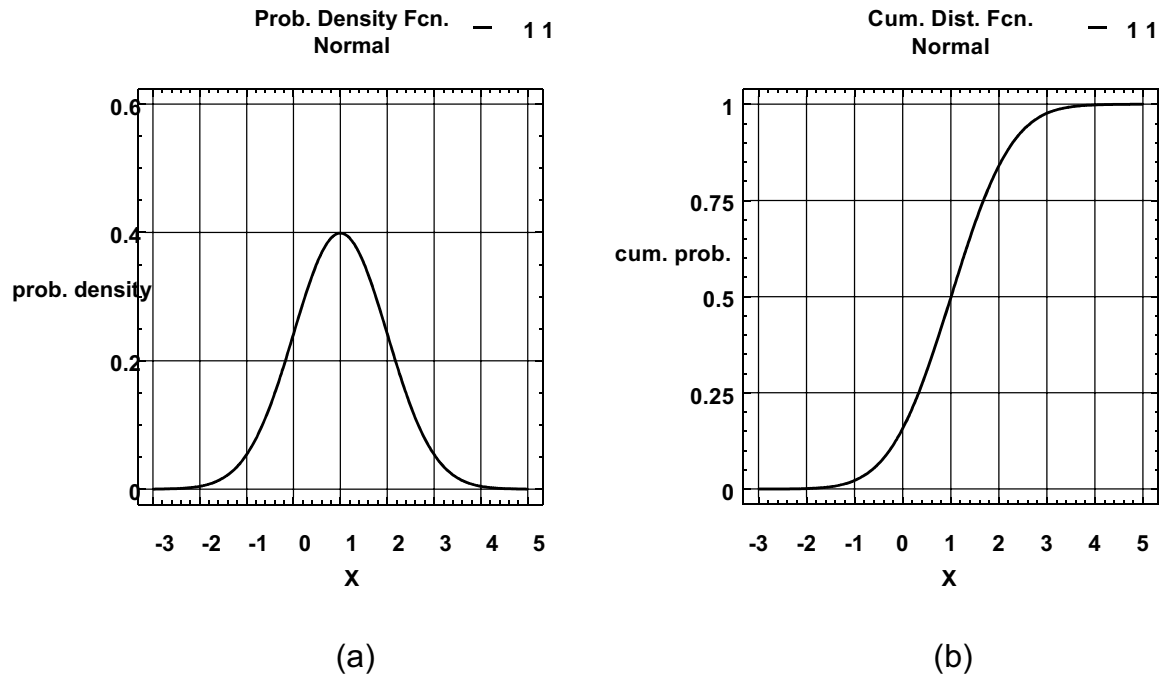 Prob. Density Fcn.
Normal
— 1 1
0.6
0.4
prob. density
0.2
0
-3 -2 -1 0 1 2 3 4 5
X
(a)
Cum. Dist. Fcn.
Normal
— 1 1
1
0.75
cum. prob.
0.5
0.25
0
-3 -2 -1 0 1 2 3 4 5
X
(b)